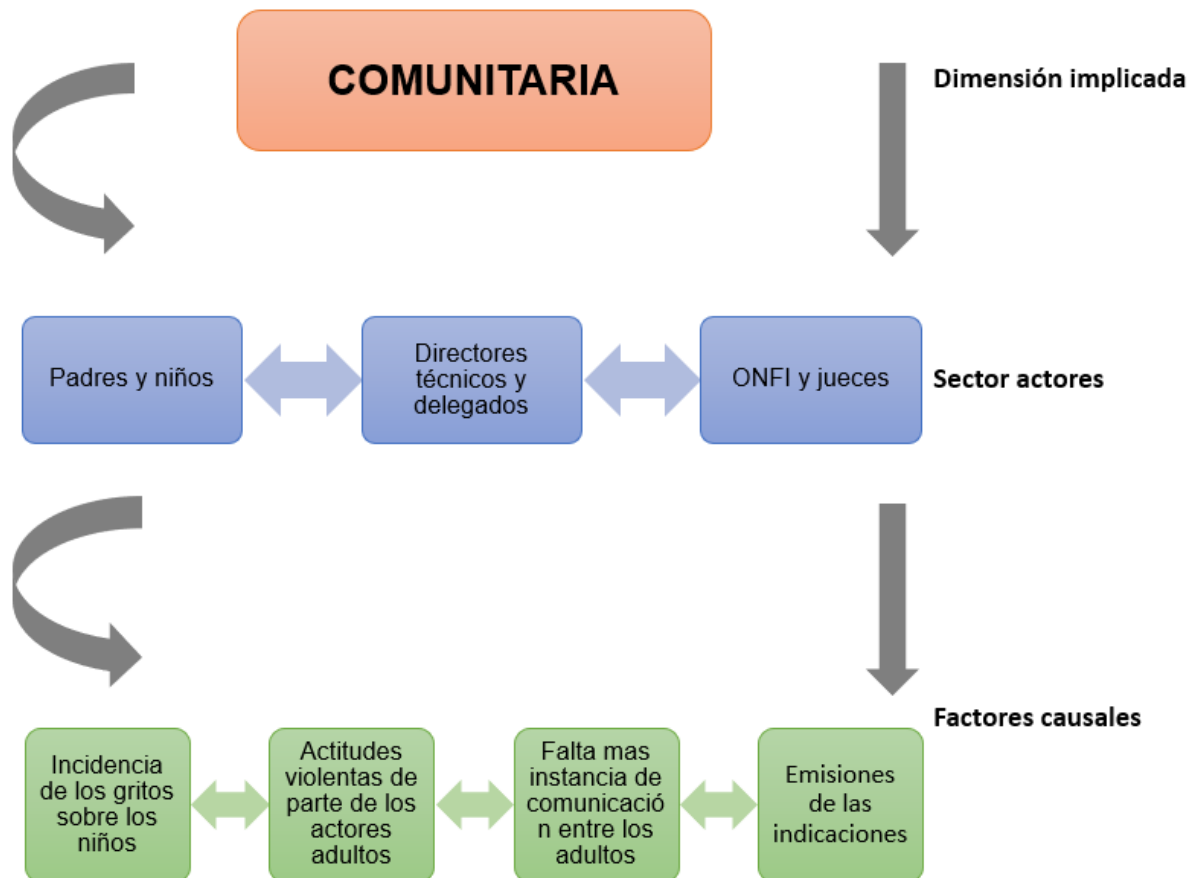 COMUNITARIA
Dimensión implicada
Padres y niños
Directores
técnicos y
delegados
ONFI y jueces
Sector actores
Factores causales
Incidencia
de los gritos
sobre los
niños
Actitudes
violentas de
parte de los
actores
adultos
Falta mas
instancia de
comunicació
n entre los
adultos
Emisiones
de las
indicaciones